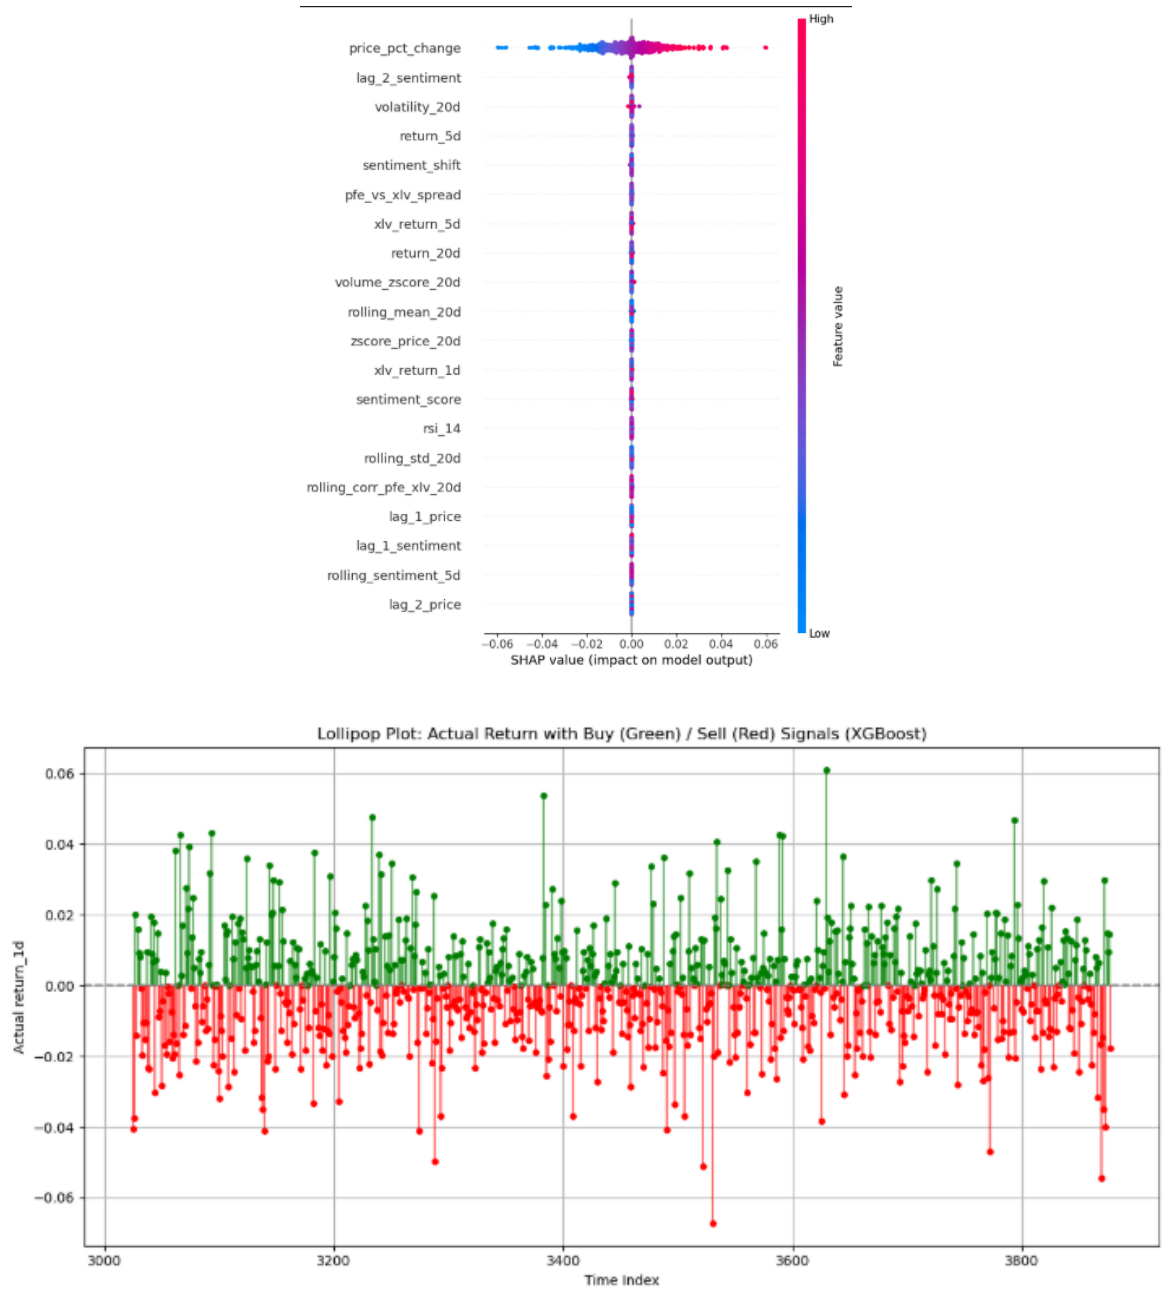 High
price_pct_change
lag_2_sentiment
volatility_20d
return_5d
sentiment_shift
pfe_vs_xlv_spread
xlv_return_5d
return_20d
volume_zscore_20d
rolling_mean_20d
zscore_price_20d
xlv_return_1d
sentiment_score
rsi_14
rolling_std_20d
rolling_corr_pfe_xlv_20d
lag_1_price
lag_1_sentiment
rolling_sentiment_5d
lag_2_price
Feature value
Low
−0.06 −0.04 −0.02 0.00 0.02 0.04 0.06
SHAP value (impact on model output)
Lollipop Plot: Actual Return with Buy (Green) / Sell (Red) Signals (XGBoost)
Actual return_1d
0.06
0.04
0.02
0.00
−0.02
−0.04
−0.06
3000 3200 3400 3600 3800
Time Index